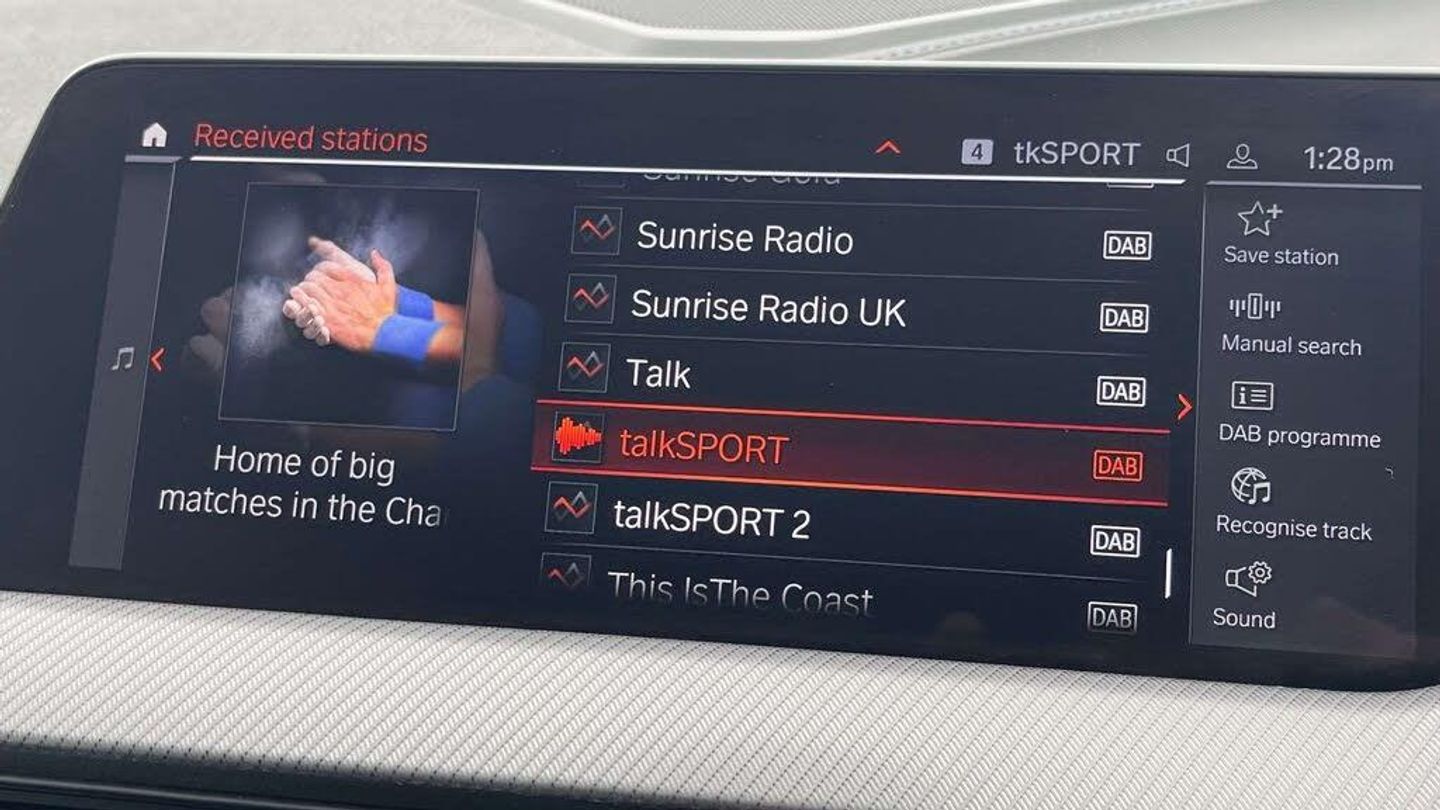 Received stations
4 tkSPORT
1:28pm
Sunrise Gold
Sunrise Radio DAB
Sunrise Radio UK DAB
Talk DAB
talkSPORT DAB
talkSPORT 2 DAB
This IsThe Coast DAB
Home of big
matches in the Cha
Save station
Manual search
DAB programme
Recognise track
Sound